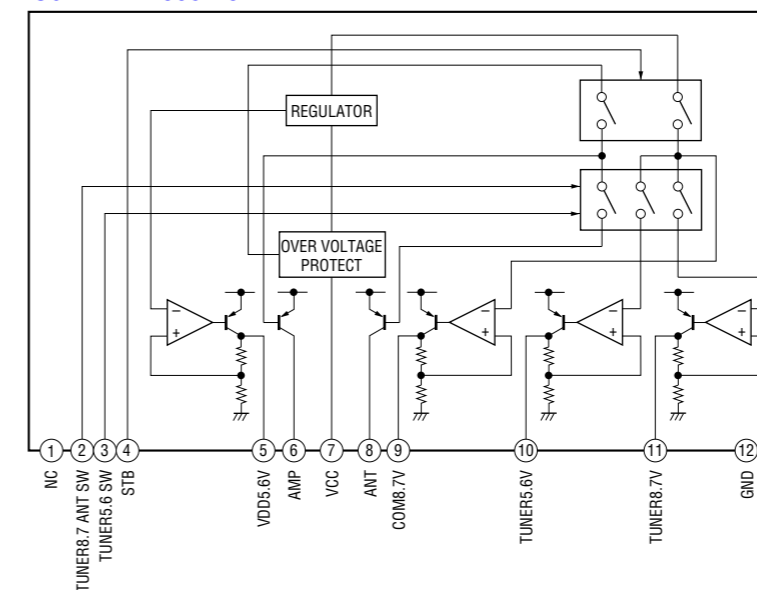 REGULATOR
OVER VOLTAGE
PROTECT
−
+
−
+
−
+
−
+
1
2
3
4
5
6
7
8
9
10
11
12
NC
TUNER8.7 ANT SW
TUNER5.6 SW
STB
VDD5.6V
AMP
VCC
ANT
COM8.7V
TUNER5.6V
TUNER8.7V
GND